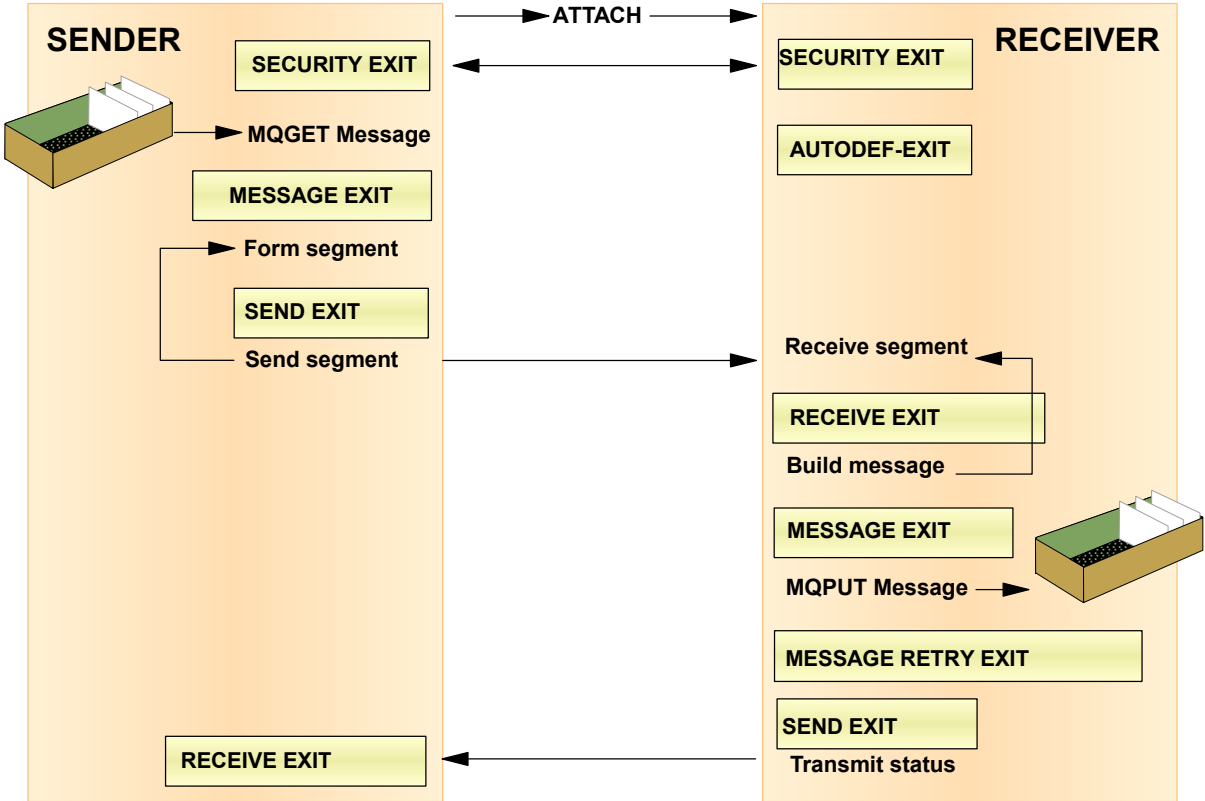 ATTACH
SENDER
SECURITY EXIT
MQGET Message
MESSAGE EXIT
Form segment
SEND EXIT
Send segment
RECEIVE EXIT
RECEIVER
SECURITY EXIT
AUTODEF-EXIT
Receive segment
RECEIVE EXIT
Build message
MESSAGE EXIT
MQPUT Message
MESSAGE RETRY EXIT
SEND EXIT
Transmit status